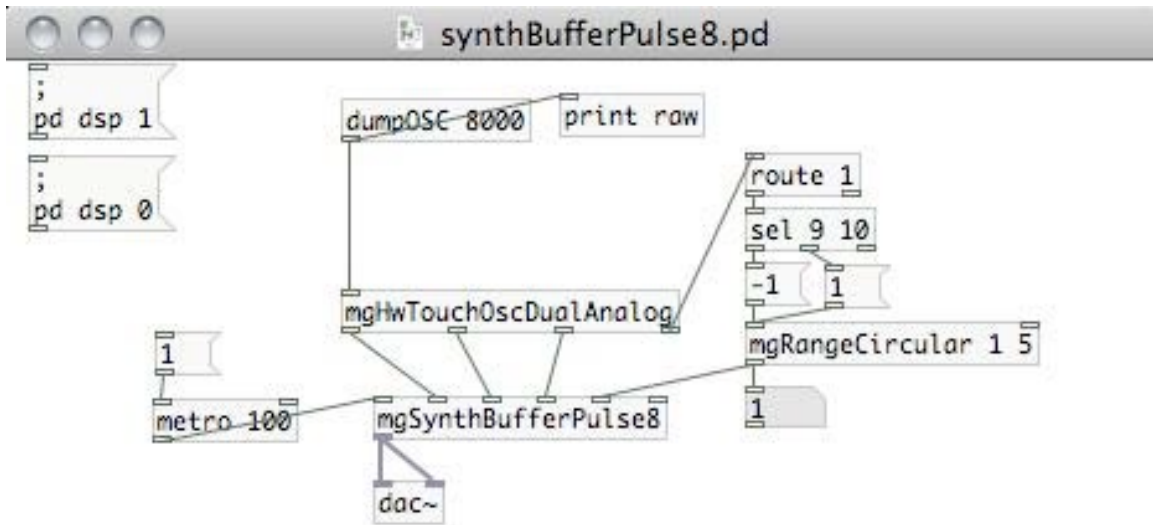 synthBufferPulse8.pd
;
pd dsp 1
;
pd dsp 0
dumpOSC 8000
print raw
route 1
sel 9 10
-1
1
mgHwTouchOscDualAnalog
mgRangeCircular 1 5
1
1
metro 100
mgSynthBufferPulse8
dac~